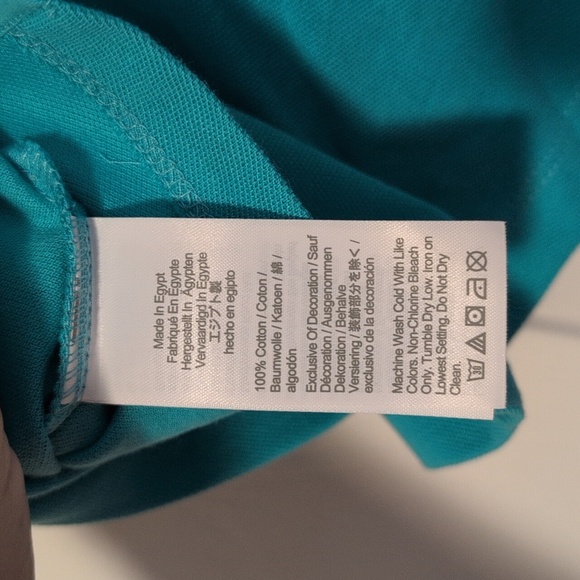 Made In Egypt
Fabriqué En Egypte
Hergestallt In Ägypten
Vervaardigd In Egypte
エジプト製
hecho en egipto
100% Cotton / Coton /
Baumwolle / Katoen / 綿 /
algodón
Exclusive Of Decoration / Sauf
Décoration / Ausgenommen
Dekoration / Behalve
Versiering / 装飾部分を除く /
exclusivo de la decoradón
Machine Wash Cold With Like
Colors. Non-Chlorine Bleach
Only. Tumble Dry Low. Iron on
Lowest Setting. Do Not Dry
Clean.